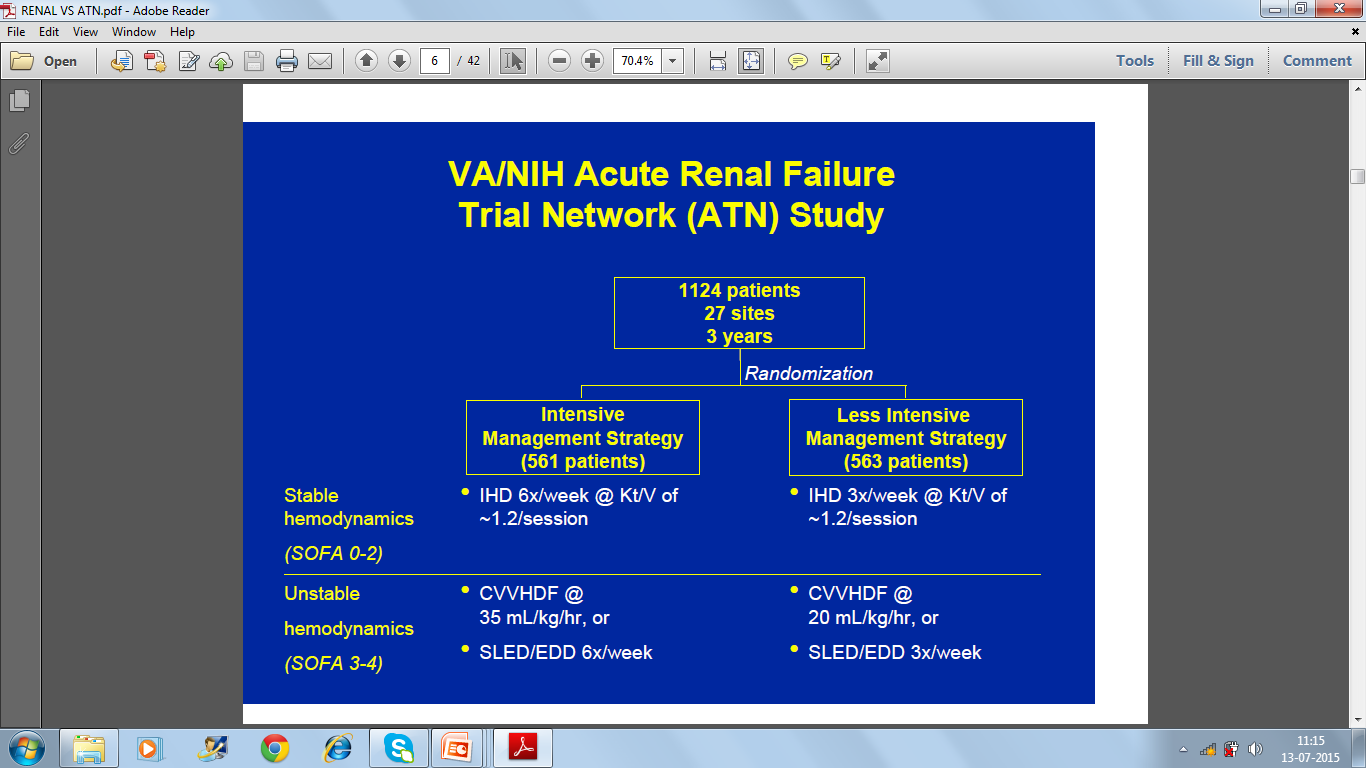 RENAL VS ATN.pdf - Adobe Reader
File Edit View Window Help
Open 6 / 42 70.4% Tools Fill & Sign Comment
VA/NIH Acute Renal Failure
Trial Network (ATN) Study
1124 patients
27 sites
3 years
Randomization
Intensive
Management Strategy
(561 patients)
Less Intensive
Management Strategy
(563 patients)
Stable
hemodynamics
(SOFA 0-2)
• IHD 6x/week @ Kt/V of
~1.2/session
• IHD 3x/week @ Kt/V of
~1.2/session
Unstable
hemodynamics
(SOFA 3-4)
• CVVHDF @
35 mL/kg/hr, or
• SLED/EDD 6x/week
• CVVHDF @
20 mL/kg/hr, or
• SLED/EDD 3x/week
11:15
13-07-2015